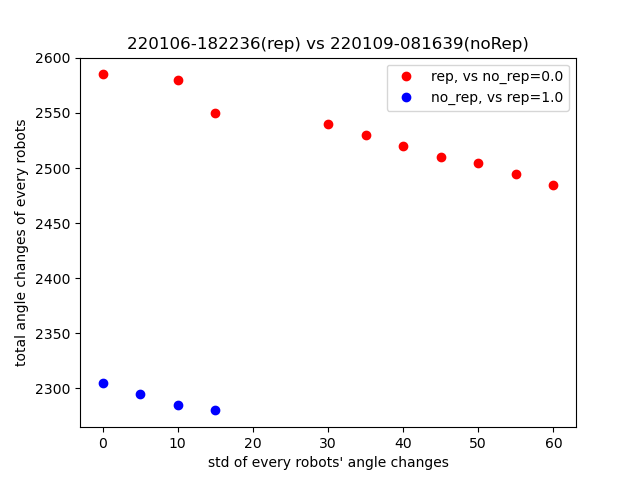 220106-182236(rep) vs 220109-081639(noRep)
rep, vs no_rep=0.0
no_rep, vs rep=1.0
total angle changes of every robots
2600
2550
2500
2450
2400
2350
2300
0 10 20 30 40 50 60
std of every robots' angle changes